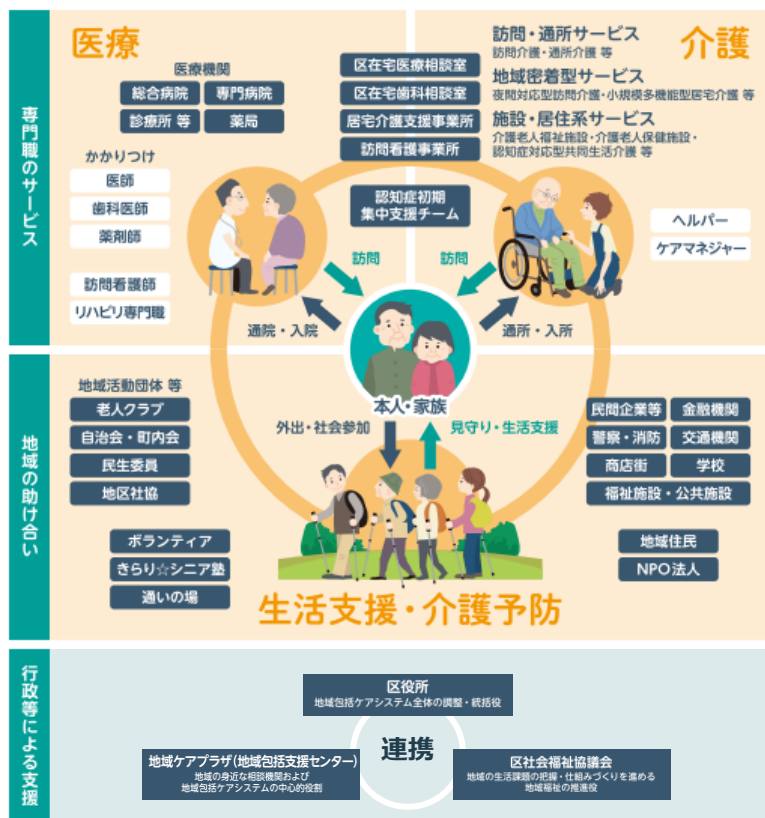 専門職のサービス
医療
医療機関
総合病院
専門病院
診療所 等
薬局
かかりつけ
医師
歯科医師
薬剤師
訪問看護師
リハビリ専門職
区在宅医療相談室
区在宅歯科相談室
居宅介護支援事業所
訪問看護事業所
認知症初期
集中支援チーム
介護
訪問・通所サービス
訪問介護・通所介護 等
地域密着型サービス
夜間対応型訪問介護・小規模多機能型居宅介護 等
施設・居住系サービス
介護老人福祉施設・介護老人保健施設・
認知症対応型共同生活介護 等
ヘルパー
ケアマネジャー
訪問
訪問
通院・入院
通所・入所
本人・家族
地域の助け合い
地域活動団体 等
老人クラブ
自治会・町内会
民生委員
地区社協
ボランティア
きらり☆シニア塾
通いの場
外出・社会参加
見守り・生活支援
民間企業等
金融機関
警察・消防
交通機関
商店街
学校
福祉施設・公共施設
地域住民
NPO法人
生活支援・介護予防
行政等による支援
区役所
地域包括ケアシステム全体の調整・統括役
連携
地域ケアプラザ(地域包括支援センター)
地域の身近な相談機関および
地域包括ケアシステムの中心的役割
区社会福祉協議会
地域の生活課題の把握・仕組みづくりを進める
地域福祉の推進役